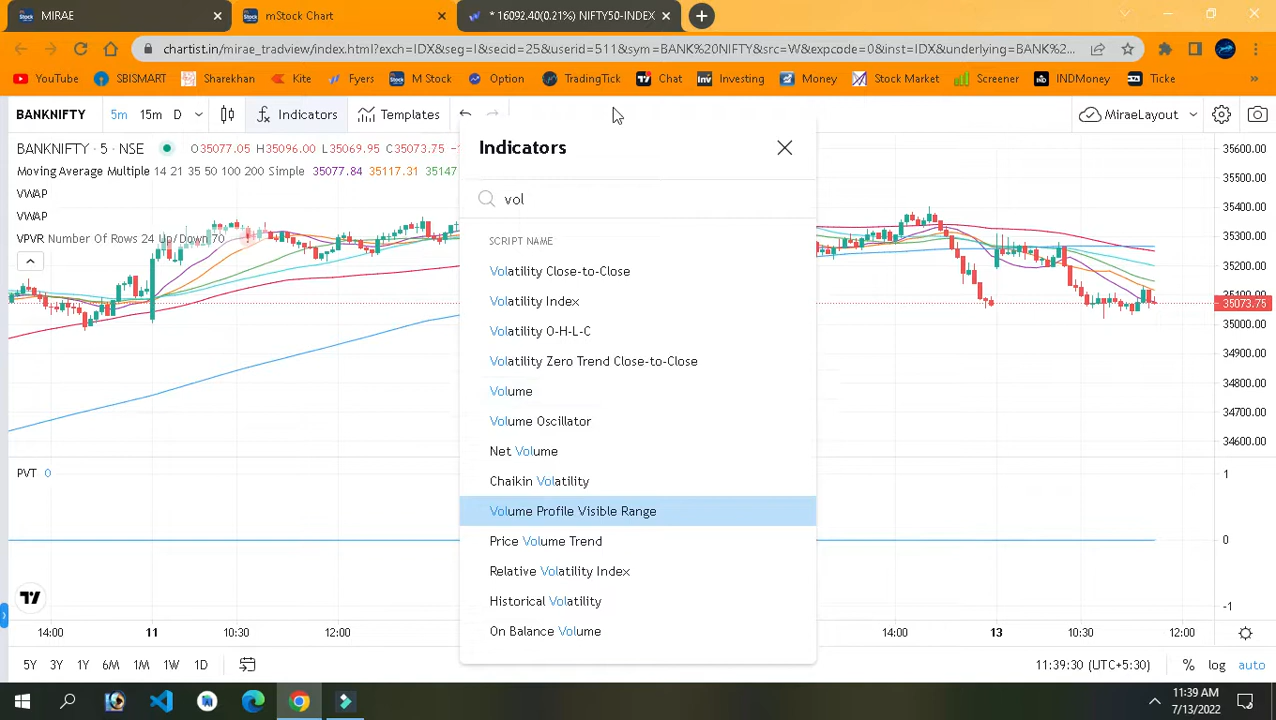 MIRAE
mStock Chart
* 16092.40(0.21%) NIFTY50-INDEX
chartist.in/mirae_tradview/index.html?exch=IDX&seg=I&secid=25&userid=511&sym=BANK%20NIFTY&src=W&expcode=0&inst=IDX&underlying=BANK%20...
YouTube SBISMART Sharekhan Kite Fyers M Stock Option TradingTick Chat Investing Money Stock Market Screener INDMoney Ticke »
BANKNIFTY 5m 15m D Indicators Templates MiraeLayout
BANKNIFTY · 5 · NSE O35077.05 H35096.00 L35069.95 C35073.75
Moving Average Multiple 14 21 35 50 100 200 Simple 35077.84 35117.31 35147
VWAP
VWAP
VPVR Number Of Rows 24 Up/Down 70
Indicators
vol
SCRIPT NAME
Volatility Close-to-Close
Volatility Index
Volatility O-H-L-C
Volatility Zero Trend Close-to-Close
Volume
Volume Oscillator
Net Volume
Chaikin Volatility
Volume Profile Visible Range
Price Volume Trend
Relative Volatility Index
Historical Volatility
On Balance Volume
35600.00
35400.00
35300.00
35200.00
35100.00
35073.75
35000.00
34900.00
34800.00
34700.00
34600.00
PVT 0
1
0
-1
14:00 11 10:30 12:00 14:00 13 10:30 12:00
5Y 3Y 1Y 6M 1M 1W 1D 11:39:30 (UTC+5:30) % log auto
11:39 AM
7/13/2022